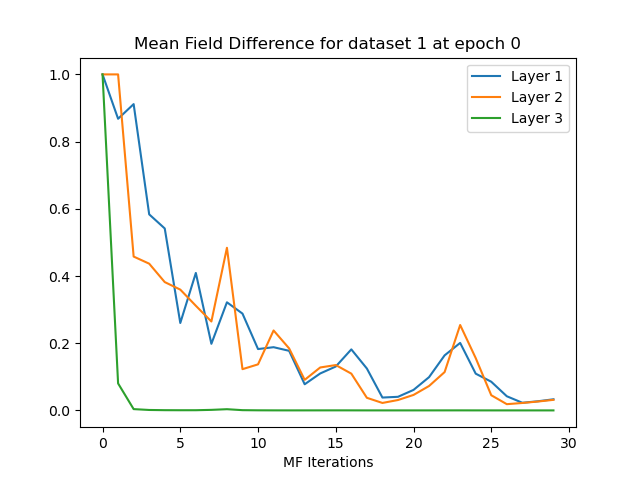 Mean Field Difference for dataset 1 at epoch 0
1.0
0.8
0.6
0.4
0.2
0.0
Layer 1
Layer 2
Layer 3
0 5 10 15 20 25 30
MF Iterations